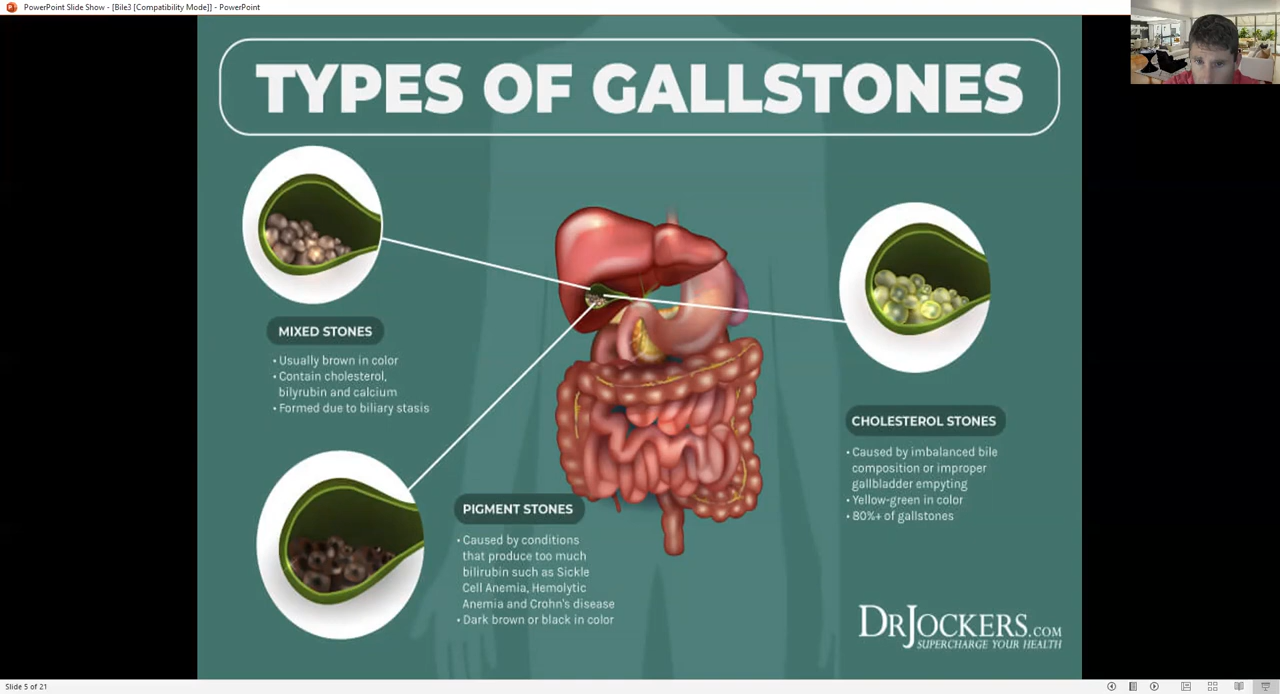 PowerPoint Slide Show - [Bile3 [Compatibility Mode]] - PowerPoint
TYPES OF GALLSTONES
MIXED STONES
• Usually brown in color
• Contain cholesterol,
bilyrubin and calcium
• Formed due to biliary stasis
PIGMENT STONES
• Caused by conditions
that produce too much
bilirubin such as Sickle
Cell Anemia, Hemolytic
Anemia and Crohn's disease
• Dark brown or black in color
CHOLESTEROL STONES
• Caused by imbalanced bile
composition or improper
gallbladder empyting
• Yellow-green in color
• 80%+ of gallstones
DRJOCKERS.COM
SUPERCHARGE YOUR HEALTH
Slide 5 of 21